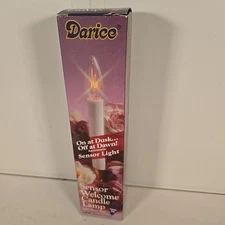 Darice
On at Dusk...
Off at Dawn!
Sensor Light
Sensor
Welcome
Candle
Lamp